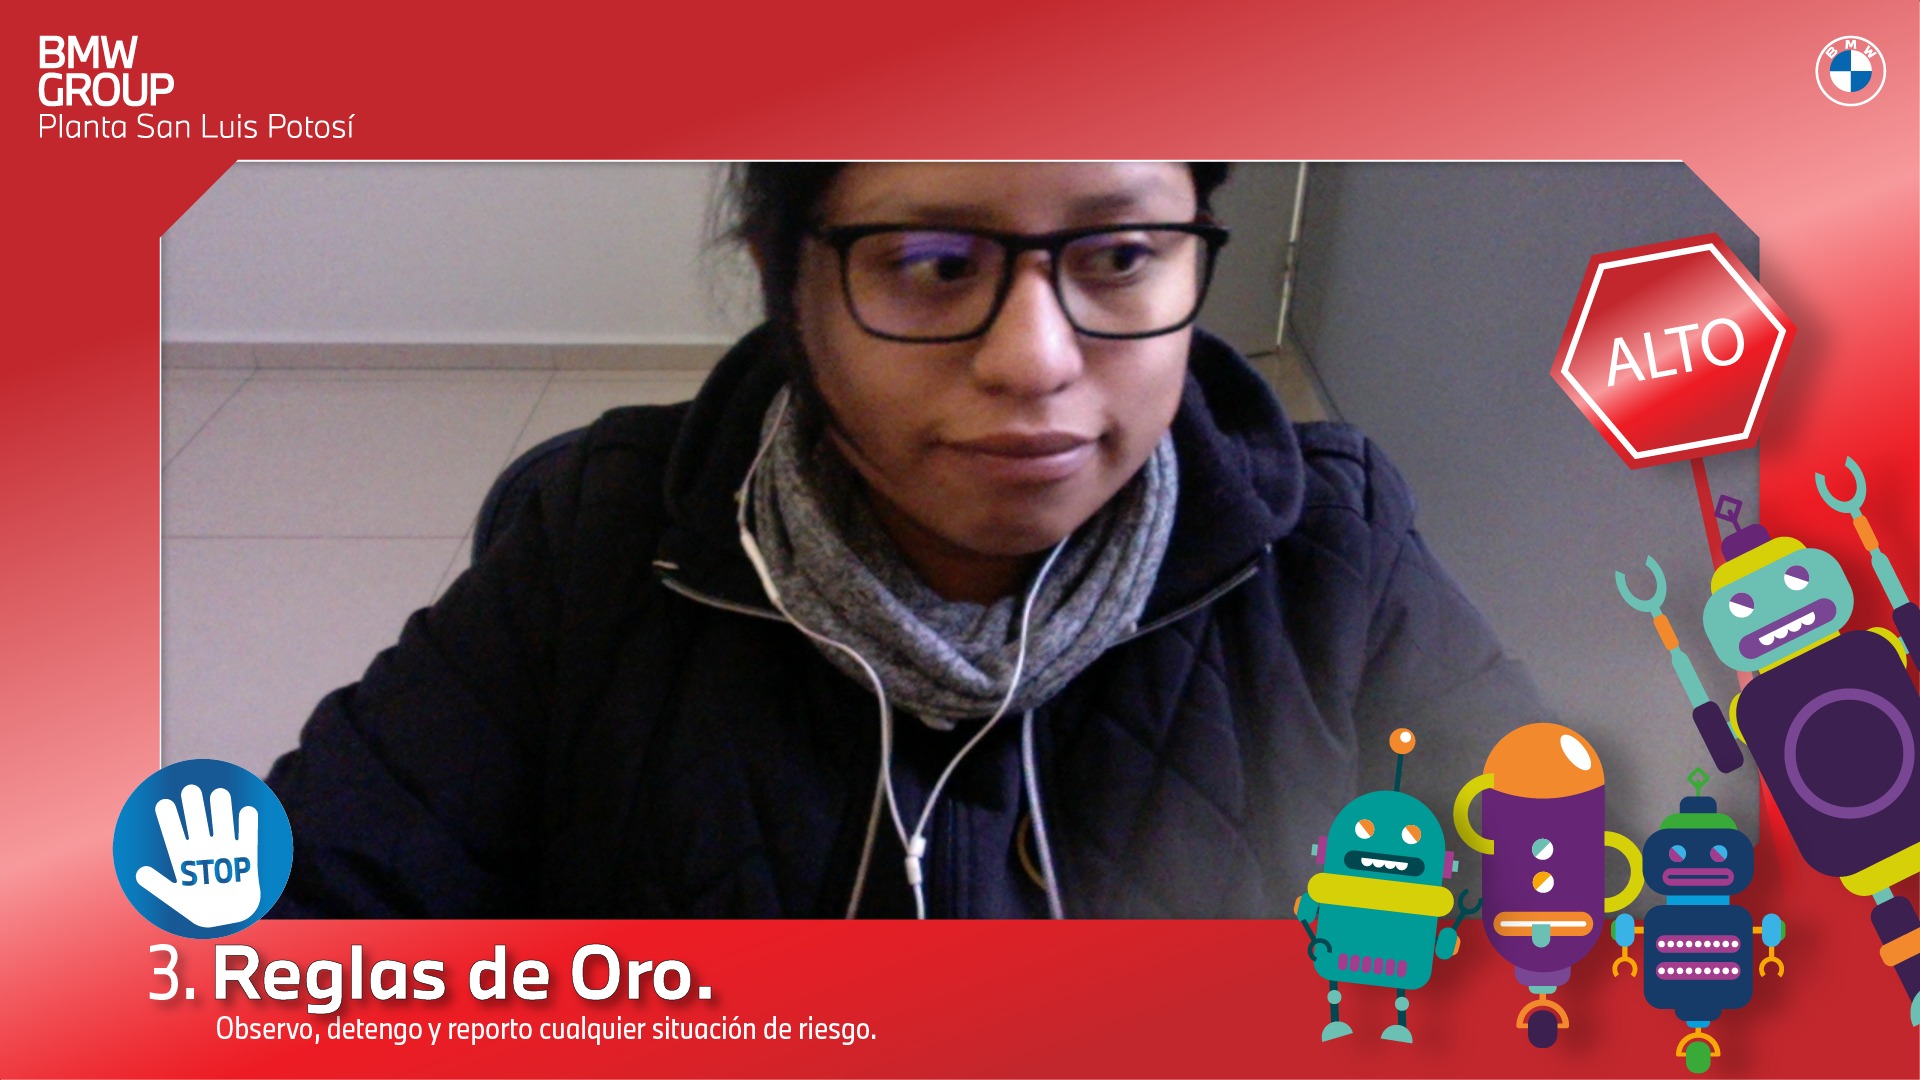 BMW
GROUP
Planta San Luis Potosí
BMW
ALTO
STOP
3. Reglas de Oro.
Observo, detengo y reporto cualquier situación de riesgo.